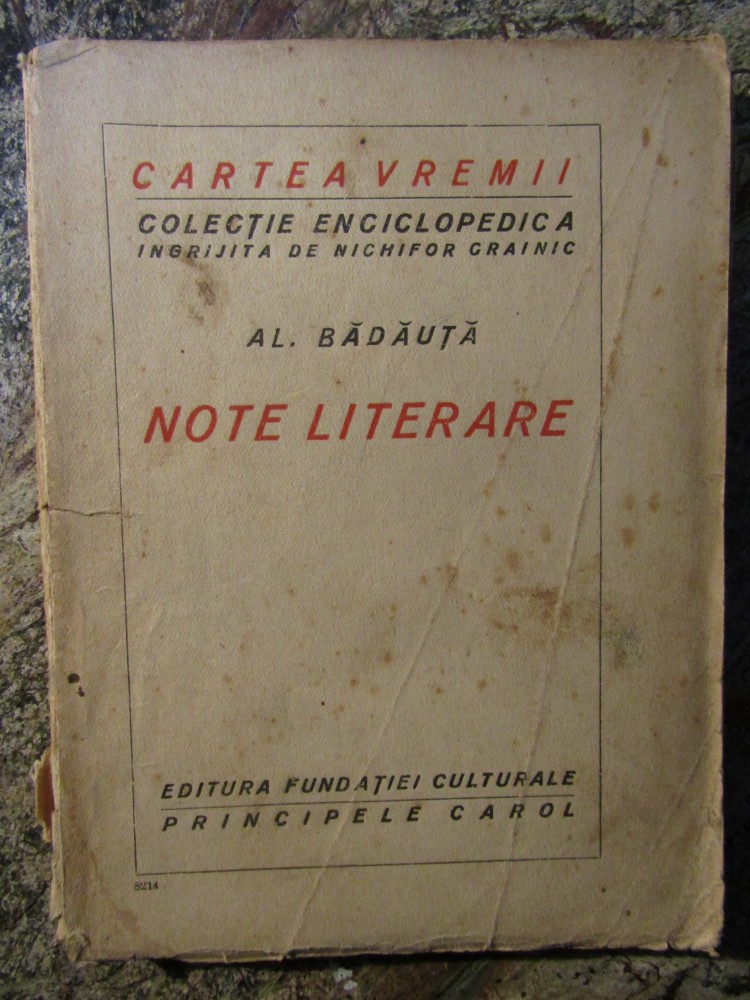 CARTEA VREMII
COLECȚIE ENCICLOPEDICA
INGRIJITA DE NICHIFOR CRAINIC
AL. BĂDĂUȚĂ
NOTE LITERARE
EDITURA FUNDAȚIEI CULTURALE
PRINCIPELE CAROL
8214